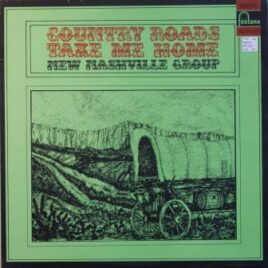 COUNTRY ROADS
TAKE ME HOME
NEW NASHVILLE GROUP
fontana